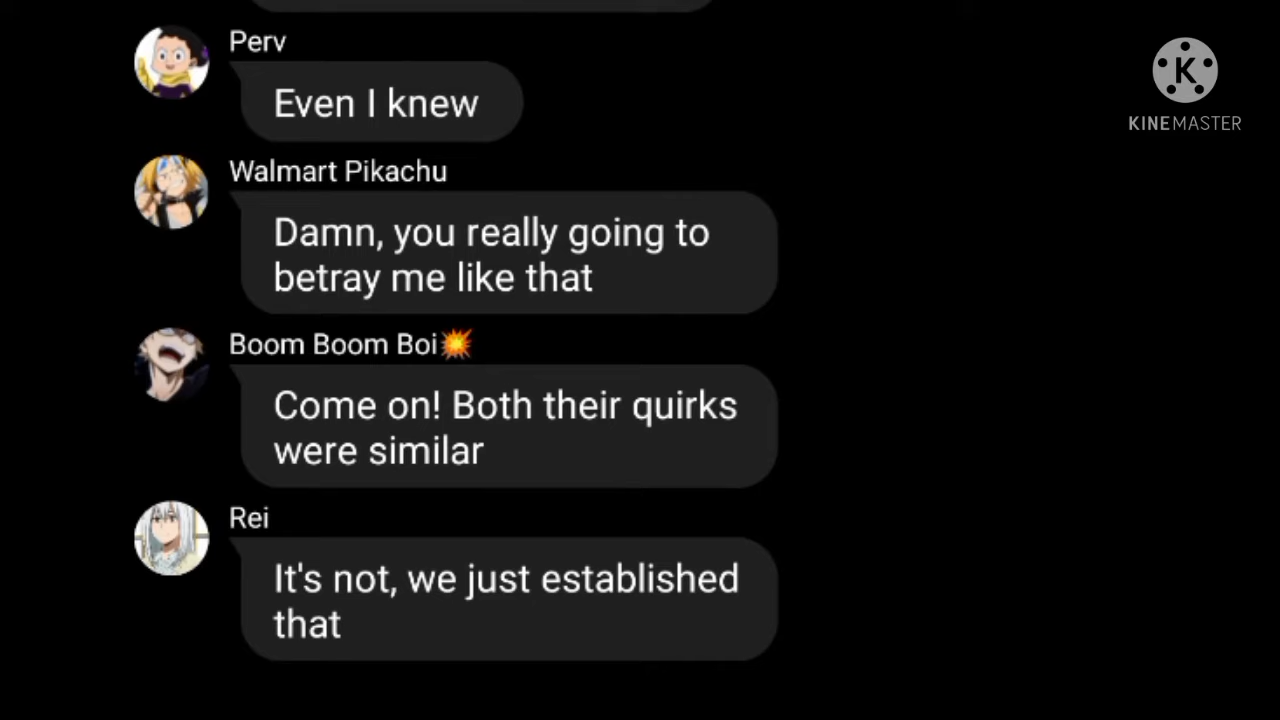 Perv
Even I knew
KINEMASTER
Walmart Pikachu
Damn, you really going to
betray me like that
Boom Boom Boi💥
Come on! Both their quirks
were similar
Rei
It's not, we just established
that